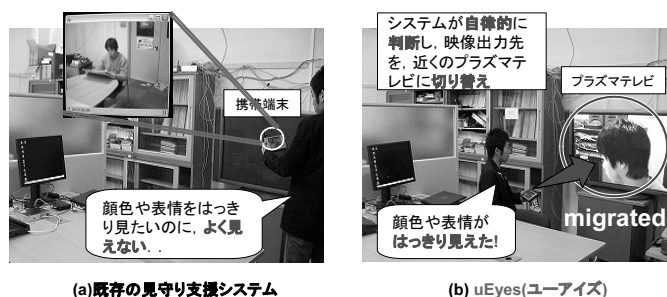 携帯端末
顔色や表情をはっき
り見たいのに，よく見
えない．．
(a)既存の見守り支援システム
システムが自律的に
判断し，映像出力先
を，近くのプラズマテ
レビに切り替え
プラズマテレビ
migrated
顔色や表情が
はっきり見えた!
(b) uEyes(ユーアイズ)